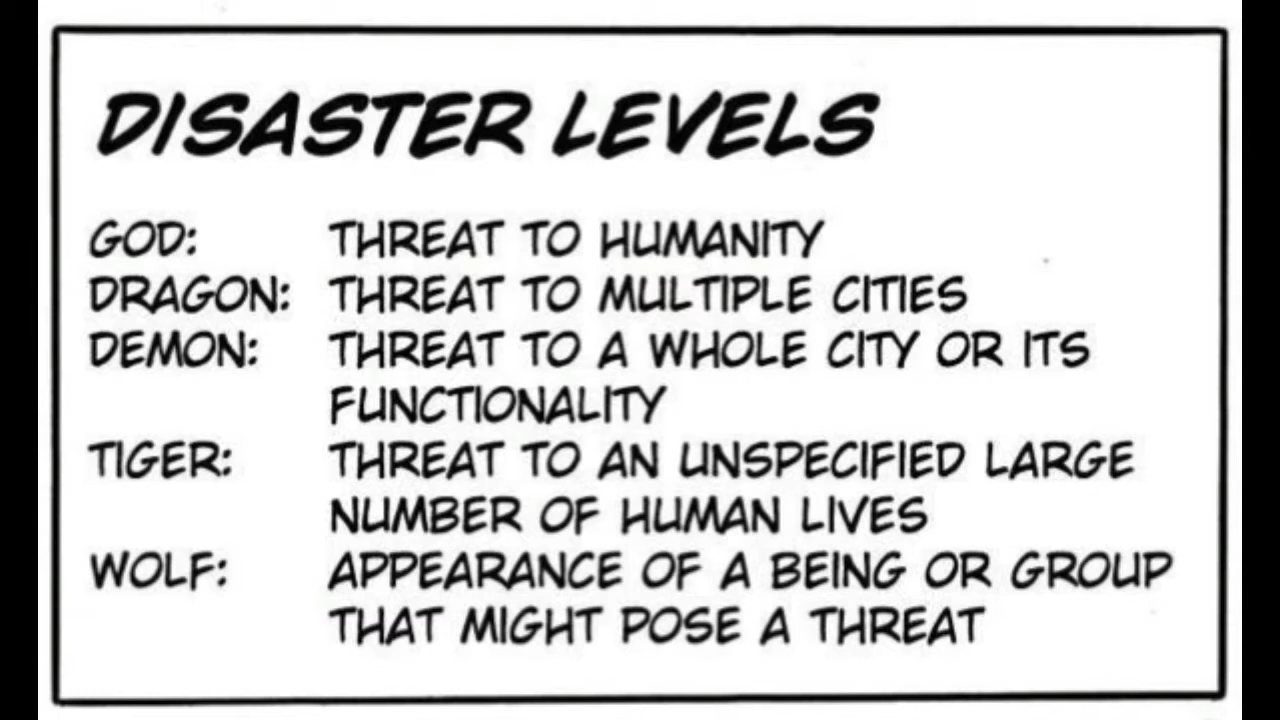 DISASTER LEVELS
GOD: THREAT TO HUMANITY
DRAGON: THREAT TO MULTIPLE CITIES
DEMON: THREAT TO A WHOLE CITY OR ITS
FUNCTIONALITY
TIGER: THREAT TO AN UNSPECIFIED LARGE
NUMBER OF HUMAN LIVES
WOLF: APPEARANCE OF A BEING OR GROUP
THAT MIGHT POSE A THREAT